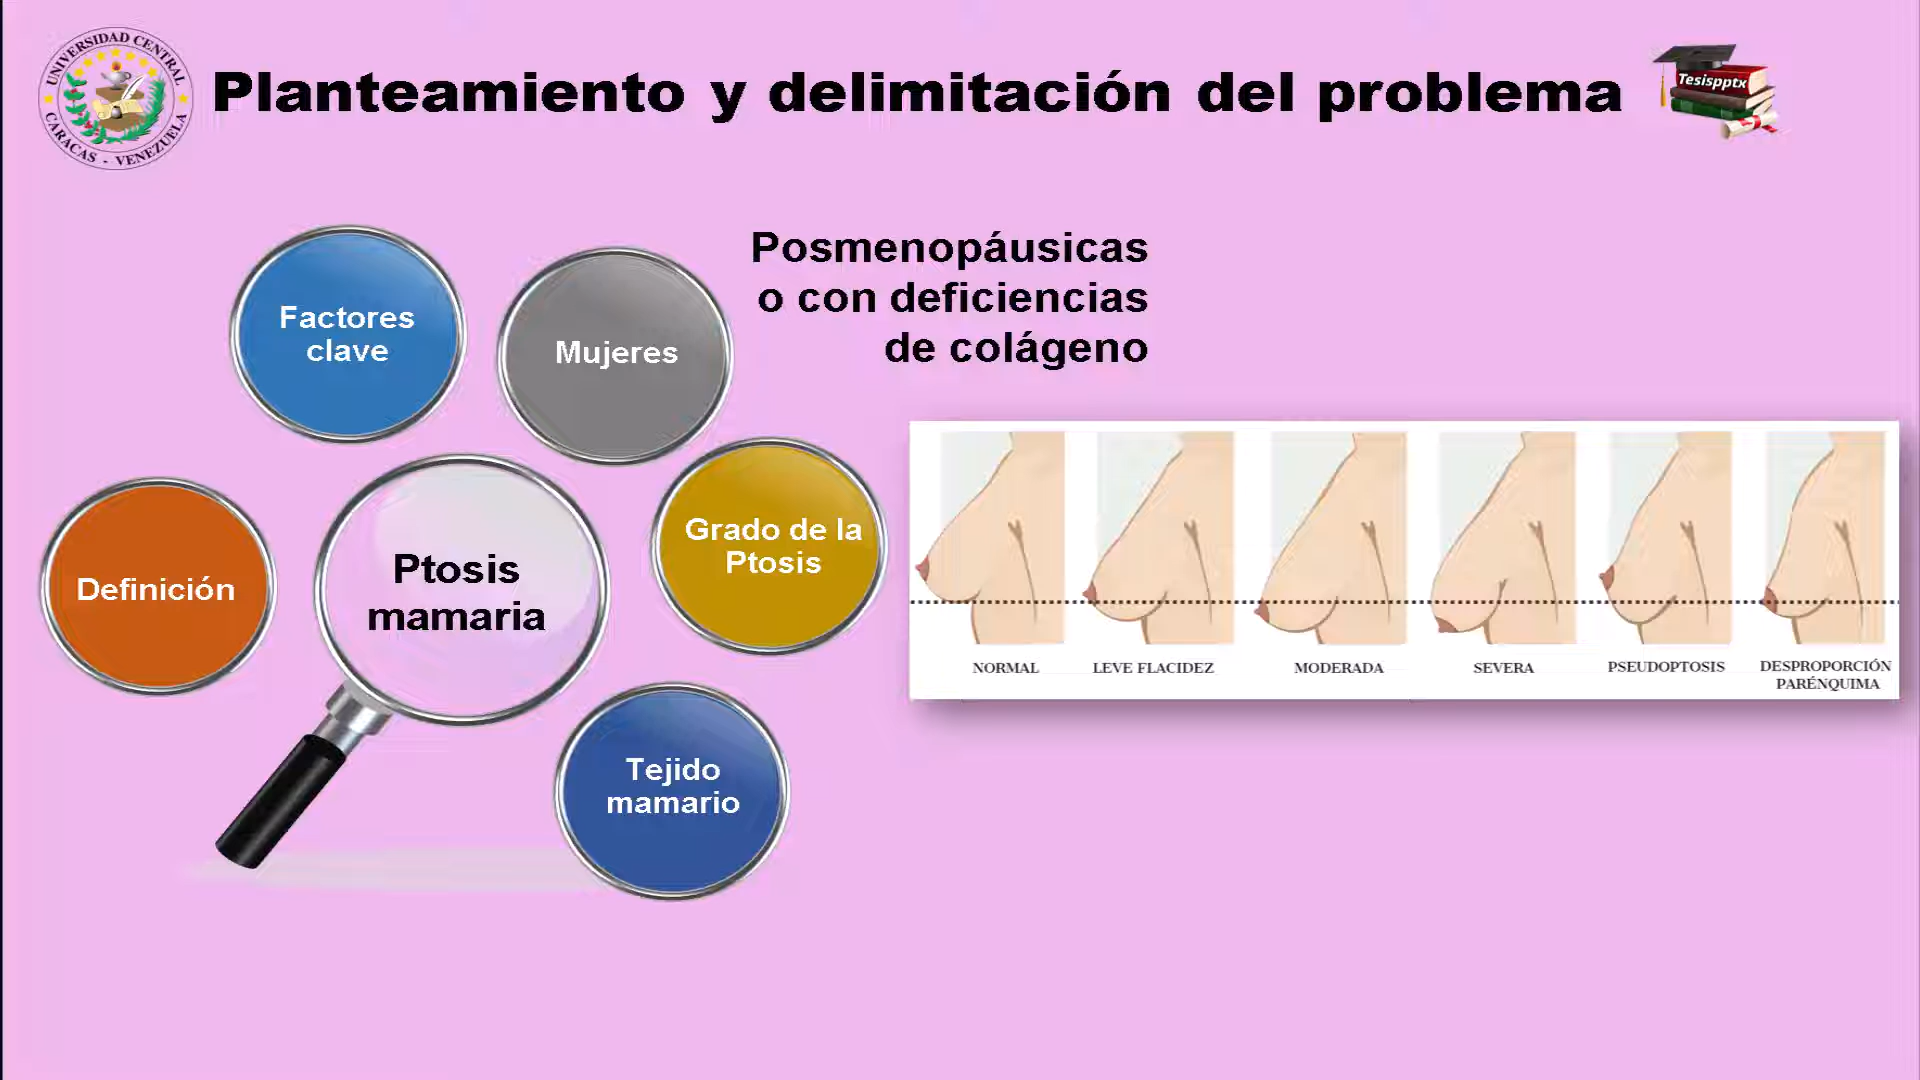 UNIVERSIDAD CENTRAL
CARACAS - VENEZUELA
Planteamiento y delimitación del problema
Tesispptx
Posmenopáusicas
o con deficiencias
de colágeno
Factores
clave
Mujeres
Grado de la
Ptosis
Definición
Ptosis
mamaria
Tejido
mamario
NORMAL
LEVE FLACIDEZ
MODERADA
SEVERA
PSEUDOPTOSIS
DESPROPORCIÓN
PARÉNQUIMA